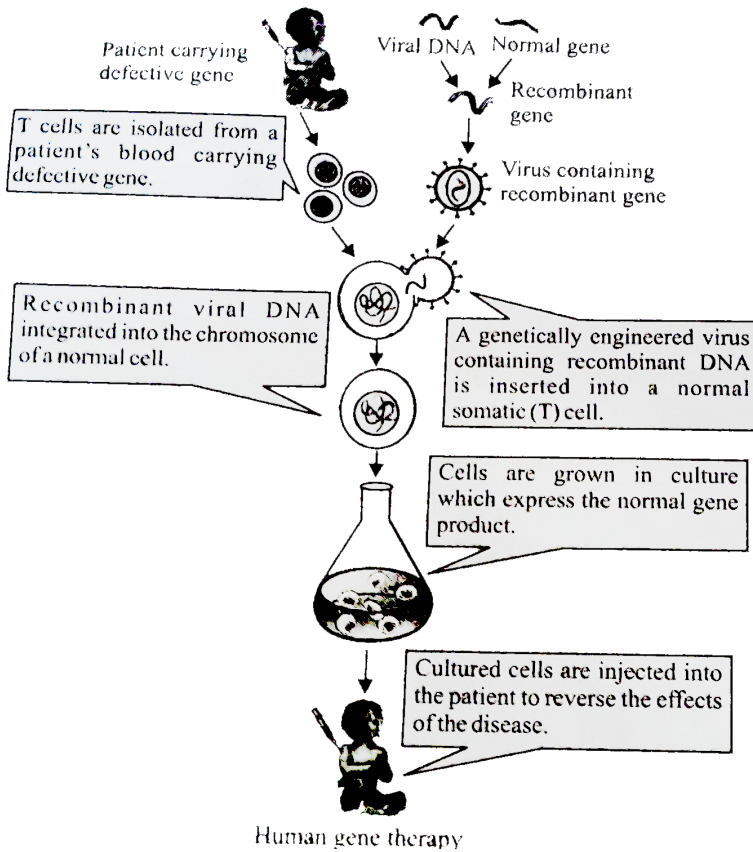 Patient carrying
defective gene
Viral DNA
Normal gene
Recombinant
gene
T cells are isolated from a
patient's blood carrying
defective gene.
Virus containing
recombinant gene
Recombinant viral DNA
integrated into the chromosome
of a normal cell.
A genetically engineered virus
containing recombinant DNA
is inserted into a normal
somatic (T) cell.
Cells are grown in culture
which express the normal gene
product.
Cultured cells are injected into
the patient to reverse the effects
of the disease.
Human gene therapy